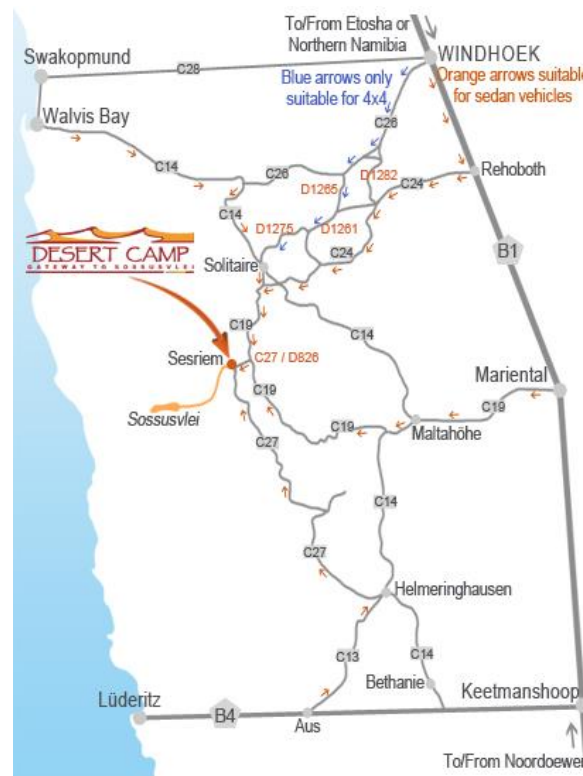 To/From Etosha or
Northern Namibia
WINDHOEK
Swakopmund
C28
Blue arrows only
suitable for 4x4
Orange arrows suitable
for sedan vehicles
Walvis Bay
C26
C14
C26
D1265
D1282
C24
Rehoboth
C14
D1275
D1261
B1
DESERT CAMP
GATEWAY TO SOSSUSVLEI
C24
Solitaire
C19
C14
Sesriem
C27 / D826
Mariental
C19
C19
Sossusvlei
C19
Maltahöhe
C27
C14
C27
Helmeringhausen
C13
C14
Bethanie
Keetmanshoop
Lüderitz
B4
Aus
To/From Noordoewer